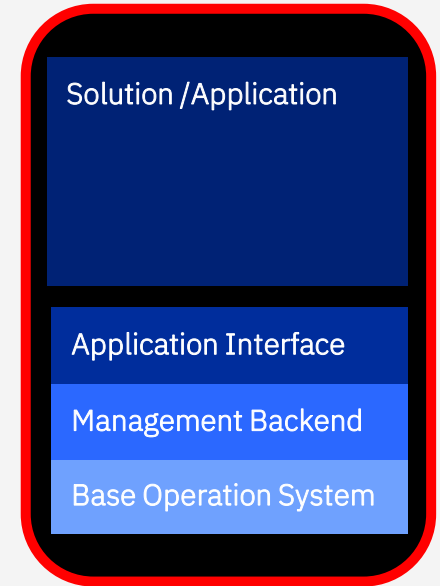 Solution /Application
Application Interface
Management Backend
Base Operation System